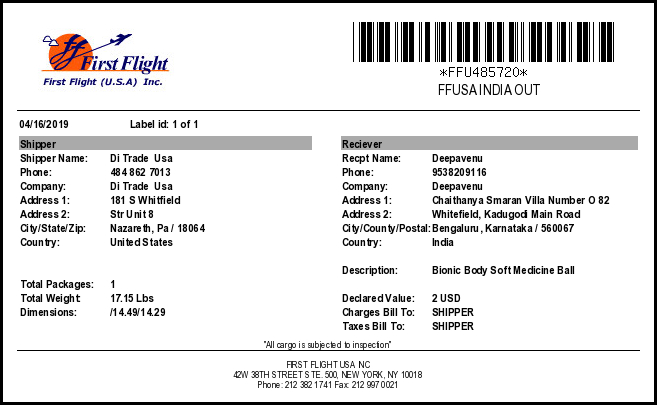 First Flight
First Flight (U.S.A) Inc.
*FFU485720*
FFUSA INDIA OUT
04/16/2019 Label id: 1 of 1
Shipper
Shipper Name: Di Trade Usa
Phone: 484 862 7013
Company: Di Trade Usa
Address 1: 181 S Whitfield
Address 2: Str Unit 8
City/State/Zip: Nazareth, Pa / 18064
Country: United States
Total Packages: 1
Total Weight: 17.15 Lbs
Dimensions: /14.49/14.29
Reciever
Recpt Name: Deepavenu
Phone: 9538209116
Company: Deepavenu
Address 1: Chaithanya Smaran Villa Number O 82
Address 2: Whitefield, Kadugodi Main Road
City/County/Postal: Bengaluru, Karnataka / 560067
Country: India
Description: Bionic Body Soft Medicine Ball
Declared Value: 2 USD
Charges Bill To: SHIPPER
Taxes Bill To: SHIPPER
"All cargo is subjected to inspection"
FIRST FLIGHT USA INC
42W 38TH STREET STE. 500, NEW YORK, NY 10018
Phone: 212 382 1741 Fax: 212 997 0021